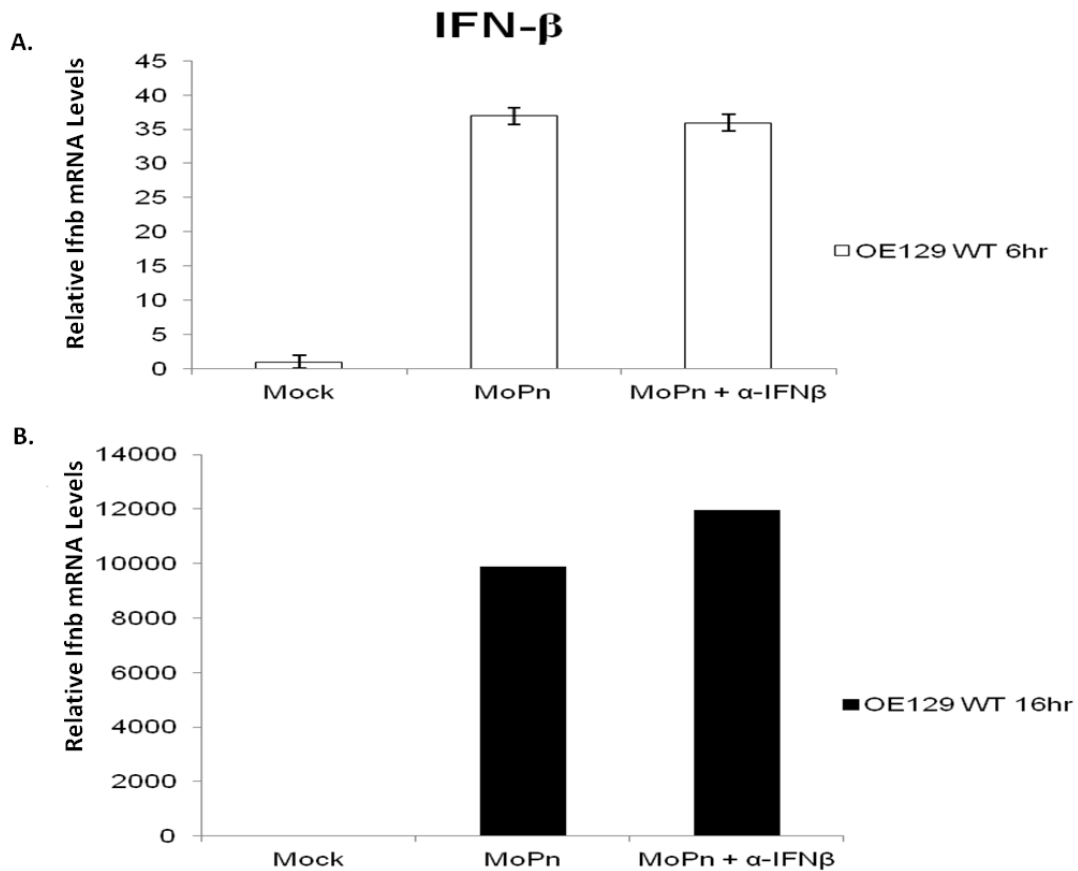 IFN-β
A.
Relative Ifnb mRNA Levels
45
40
35
30
25
20
15
10
5
0
Mock
MoPn
MoPn + α-IFNβ
OE129 WT 6hr
B.
Relative Ifnb mRNA Levels
14000
12000
10000
8000
6000
4000
2000
0
Mock
MoPn
MoPn + α-IFNβ
OE129 WT 16hr